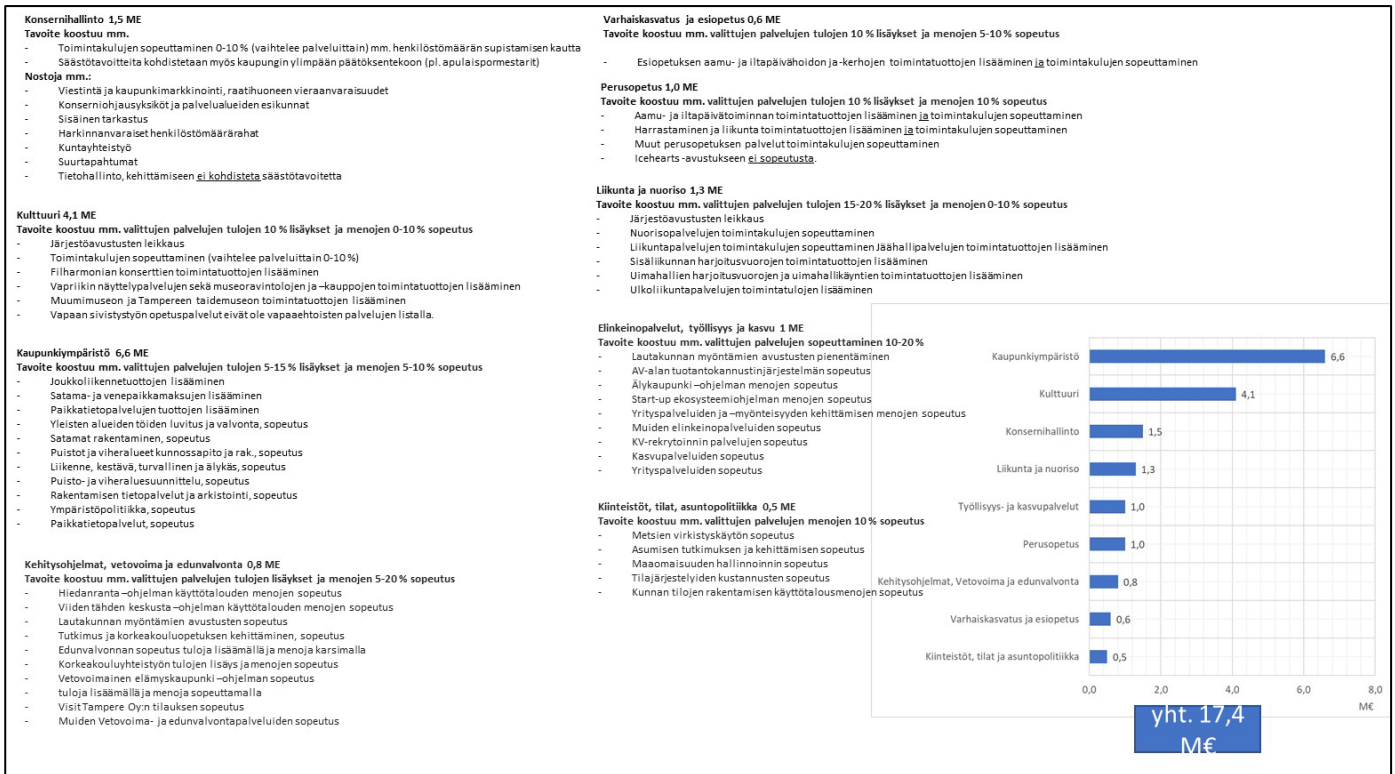 Konsernihallinto 1,5 ME
Tavoite koostuu mm.
- Toimintakulujen sopeuttaminen 0-10 % (vaihtelee palveluittain) mm. henkilöstömäärän supistamisen kautta
- Säästötavoitteita kohdistetaan myös kaupungin ylimpään päätöksentekoon (pl. apulaispormestarit)
Nostoja mm.:
- Viestintä ja kaupunkimarkkinointi, raatihuoneen vieraanvaraisuudet
- Konserniohjausyksiköt ja palvelualueiden esikunnat
- Sisäinen tarkastus
- Harkinnanvaraiset henkilöstömäärärahat
- Kuntayhteistyö
- Suurtapahtumat
- Tietohallinto, kehittämiseen ei kohdisteta säästötavoitetta
Kulttuuri 4,1 ME
Tavoite koostuu mm. valittujen palvelujen tulojen 10 % lisäykset ja menojen 0-10 % sopeutus
- Järjestöavustusten leikkaus
- Toimintakulujen sopeuttaminen (vaihtelee palveluittain 0-10 %)
- Filharmonian konserttien toimintatuottojen lisääminen
- Vapriikin näyttelypalvelujen sekä museoravintolojen ja –kauppojen toimintatuottojen lisääminen
- Muumimuseon ja Tampereen taidemuseon toimintatuottojen lisääminen
- Vapaan sivistystyön opetuspalvelut eivät ole vapaaehtoisten palvelujen listalla.
Kaupunkiympäristö 6,6 ME
Tavoite koostuu mm. valittujen palvelujen tulojen 5-15 % lisäykset ja menojen 5-10 % sopeutus
- Joukkoliikennetuottojen lisääminen
- Satama- ja venepaikkamaksujen lisääminen
- Paikkatietopalvelujen tuottojen lisääminen
- Yleisten alueiden töiden luvitus ja valvonta, sopeutus
- Satamat rakentaminen, sopeutus
- Puistot ja viheralueet kunnossapito ja rak., sopeutus
- Liikenne, kestävä, turvallinen ja älykäs, sopeutus
- Puisto- ja viheraluesuunnittelu, sopeutus
- Rakentamisen tietopalvelut ja arkistointi, sopeutus
- Ympäristöpolitiikka, sopeutus
- Paikkatietopalvelut, sopeutus
Kehitysohjelmat, vetovoima ja edunvalvonta 0,8 ME
Tavoite koostuu mm. valittujen palvelujen tulojen lisäykset ja menojen 5-20 % sopeutus
- Hiedanranta –ohjelman käyttötalouden menojen sopeutus
- Viiden tähden keskusta –ohjelman käyttötalouden menojen sopeutus
- Lautakunnan myöntämien avustusten sopeutus
- Tutkimus ja korkeakouluopetuksen kehittäminen, sopeutus
- Edunvalvonnan sopeutus tuloja lisäämällä ja menoja karsimalla
- Korkeakouluyhteistyön tulojen lisäys ja menojen sopeutus
- Vetovoimainen elämyskaupunki –ohjelman sopeutus
- tuloja lisäämällä ja menoja sopeuttamalla
- Visit Tampere Oy:n tilauksen sopeutus
- Muiden Vetovoima- ja edunvalvontapalveluiden sopeutus
Varhaiskasvatus ja esiopetus 0,6 ME
Tavoite koostuu mm. valittujen palvelujen tulojen 10 % lisäykset ja menojen 5-10 % sopeutus
- Esiopetuksen aamu- ja iltapäivähoidon ja -kerhojen toimintatuottojen lisääminen ja toimintakulujen sopeuttaminen
Perusopetus 1,0 ME
Tavoite koostuu mm. valittujen palvelujen tulojen 10 % lisäykset ja menojen 10 % sopeutus
- Aamu- ja iltapäivätoiminnan toimintatuottojen lisääminen ja toimintakulujen sopeuttaminen
- Harrastaminen ja liikunta toimintatuottojen lisääminen ja toimintakulujen sopeuttaminen
- Muut perusopetuksen palvelut toimintakulujen sopeuttaminen
- Icehearts -avustukseen ei sopeutusta.
Liikunta ja nuoriso 1,3 ME
Tavoite koostuu mm. valittujen palvelujen tulojen 15-20 % lisäykset ja menojen 0-10 % sopeutus
- Järjestöavustusten leikkaus
- Nuorisopalvelujen toimintakulujen sopeuttaminen
- Liikuntapalvelujen toimintakulujen sopeuttaminen Jäähallipalvelujen toimintatuottojen lisääminen
- Sisäliikunnan harjoitusvuorojen toimintatuottojen lisääminen
- Uimahallien harjoitusvuorojen ja uimahallikäyntien toimintatuottojen lisääminen
- Ulkoliikuntapalvelujen toimintatulojen lisääminen
Elinkeinopalvelut, työllisyys ja kasvu 1 ME
Tavoite koostuu mm. valittujen palvelujen sopeuttaminen 10-20 %
- Lautakunnan myöntämien avustusten pienentäminen
- AV-alan tuotantokannustinjärjestelmän sopeutus
- Älykaupunki –ohjelman menojen sopeutus
- Start-up ekosysteemiohjelman menojen sopeutus
- Yrityspalveluiden ja –myönteisyyden kehittämisen menojen sopeutus
- Muiden elinkeinopalveluiden sopeutus
- KV-rekrytoinnin palvelujen sopeutus
- Kasvupalveluiden sopeutus
- Yrityspalveluiden sopeutus
Kiinteistöt, tilat, asuntopolitiikka 0,5 ME
Tavoite koostuu mm. valittujen palvelujen menojen 10 % sopeutus
- Metsien virkistyskäytön sopeutus
- Asumisen tutkimuksen ja kehittämisen sopeutus
- Maaomaisuuden hallinnoinnin sopeutus
- Tilajärjestelyiden kustannusten sopeutus
- Kunnan tilojen rakentamisen käyttötalousmenojen sopeutus
Kaupunkiympäristö 6,6
Kulttuuri 4,1
Konsernihallinto 1,5
Liikunta ja nuoriso 1,3
Työllisyys- ja kasvupalvelut 1,0
Perusopetus 1,0
Kehitysohjelmat, Vetovoima ja edunvalvonta 0,8
Varhaiskasvatus ja esiopetus 0,6
Kiinteistöt, tilat ja asuntopolitiikka 0,5
0,0 2,0 4,0 6,0 8,0
M€
yht. 17,4
M€